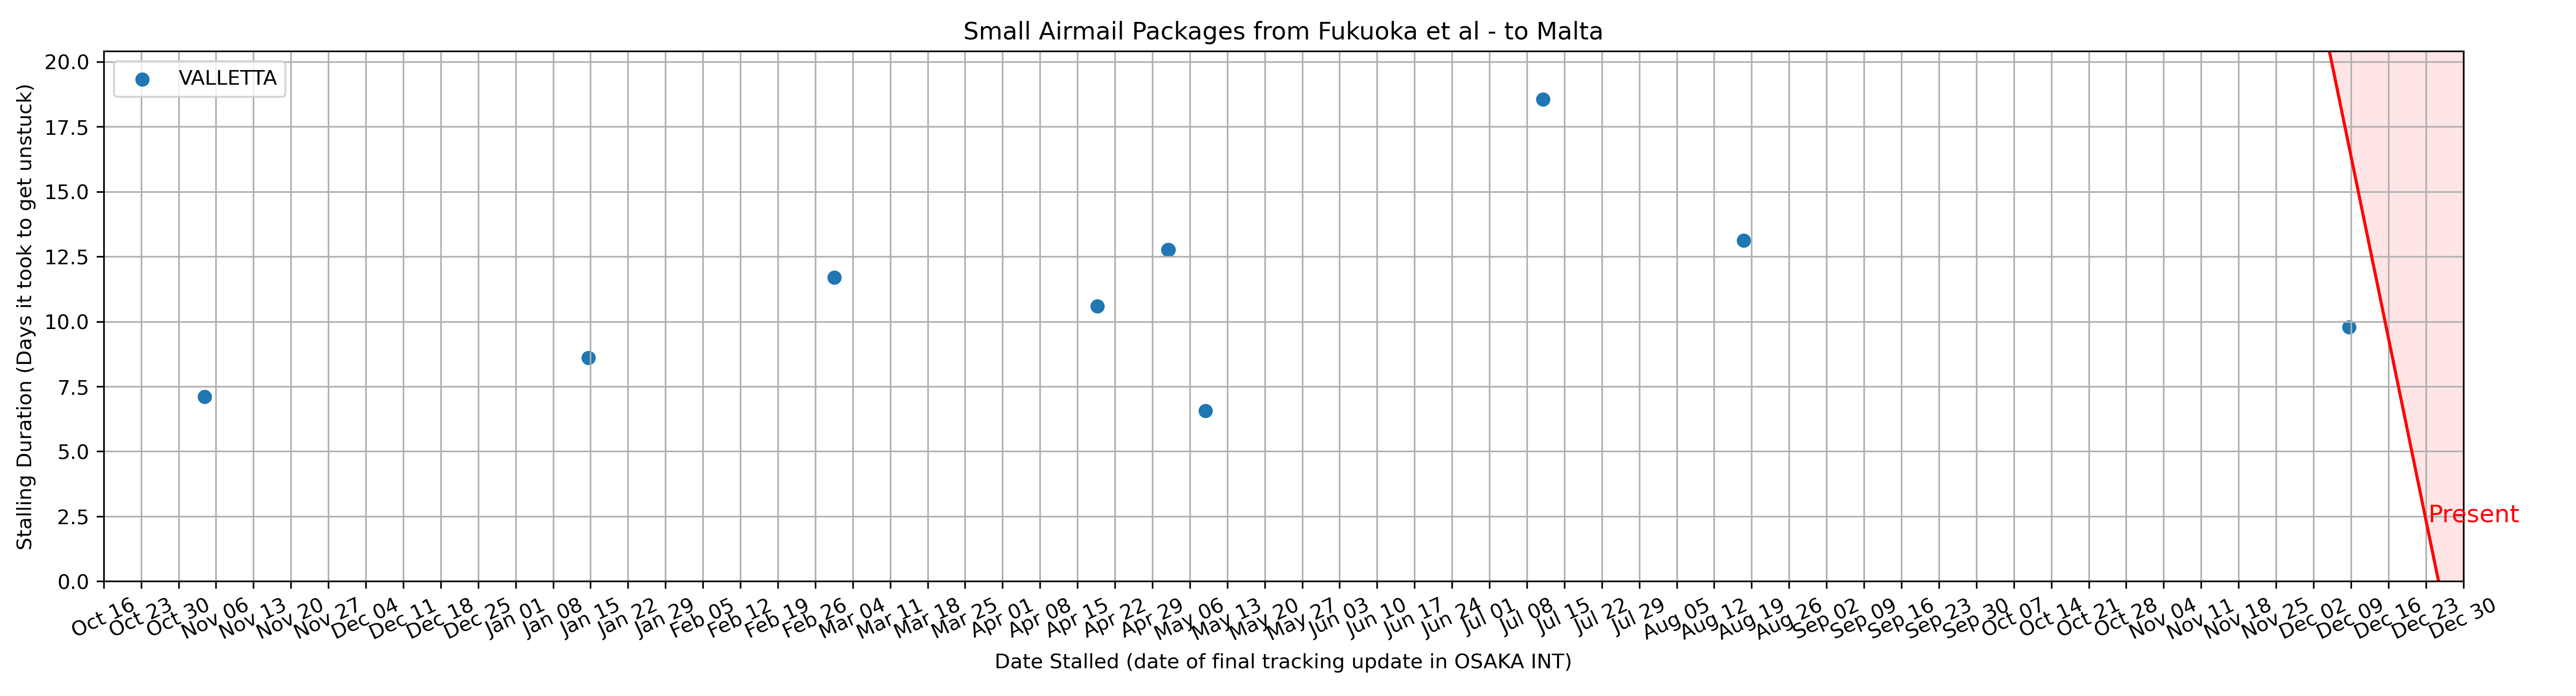 Small Airmail Packages from Fukuoka et al - to Malta
VALLETTA
Stalling Duration (Days it took to get unstuck)
20.0
17.5
15.0
12.5
10.0
7.5
5.0
2.5
0.0
Present
Oct 16
Oct 23
Oct 30
Nov 06
Nov 13
Nov 20
Nov 27
Dec 04
Dec 11
Dec 18
Dec 25
Jan 01
Jan 08
Jan 15
Jan 22
Jan 29
Feb 05
Feb 12
Feb 19
Feb 26
Mar 04
Mar 11
Mar 18
Mar 25
Apr 01
Apr 08
Apr 15
Apr 22
Apr 29
May 06
May 13
May 20
May 27
Jun 03
Jun 10
Jun 17
Jun 24
Jul 01
Jul 08
Jul 15
Jul 22
Jul 29
Aug 05
Aug 12
Aug 19
Aug 26
Sep 02
Sep 09
Sep 16
Sep 23
Sep 30
Oct 07
Oct 14
Oct 21
Oct 28
Nov 04
Nov 11
Nov 18
Nov 25
Dec 02
Dec 09
Dec 16
Dec 23
Dec 30
Date Stalled (date of final tracking update in OSAKA INT)